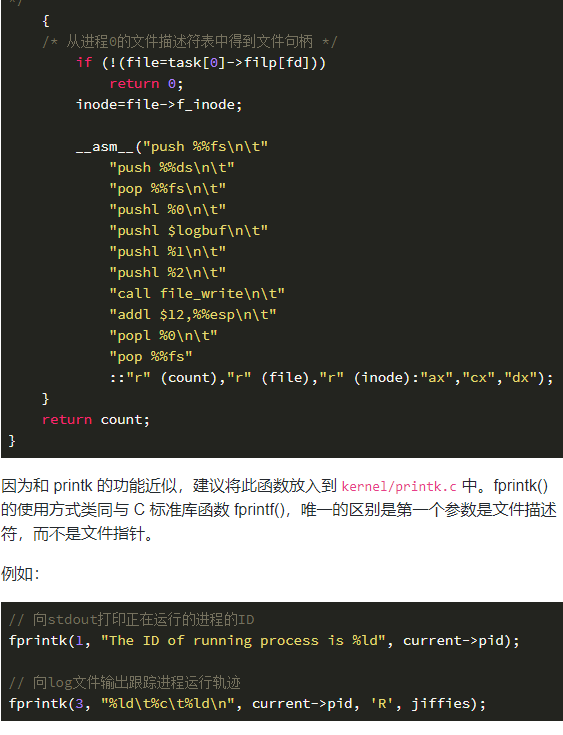 */
{
/* 从进程0的文件描述符表中得到文件句柄 */
if (!(file=task[0]->filp[fd]))
return 0;
inode=file->f_inode;
__asm__("push %%fs\n\t"
"push %%ds\n\t"
"pop %%fs\n\t"
"pushl %0\n\t"
"pushl $logbuf\n\t"
"pushl %1\n\t"
"pushl %2\n\t"
"call file_write\n\t"
"addl $12,%%esp\n\t"
"popl %0\n\t"
"pop %%fs"
::"r" (count),"r" (file),"r" (inode):"ax","cx","dx");
}
return count;
}
因为和 printk 的功能近似，建议将此函数放入到 kernel/printk.c 中。fprintk()
的使用方式类同与 C 标准库函数 fprintf()，唯一的区别是第一个参数是文件描述
符，而不是文件指针。
例如：
// 向stdout打印正在运行的进程的ID
fprintk(1, "The ID of running process is %ld", current->pid);
// 向log文件输出跟踪进程运行轨迹
fprintk(3, "%ld\t%c\t%ld\n", current->pid, 'R', jiffies);